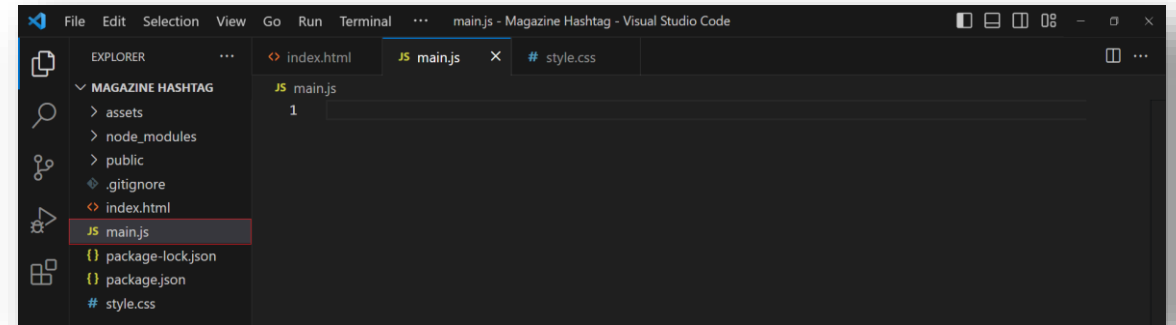 File Edit Selection View Go Run Terminal ··· main.js - Magazine Hashtag - Visual Studio Code
EXPLORER ···
index.html
JS main.js
# style.css
MAGAZINE HASHTAG
JS main.js
1
assets
node_modules
public
.gitignore
index.html
JS main.js
{} package-lock.json
{} package.json
# style.css